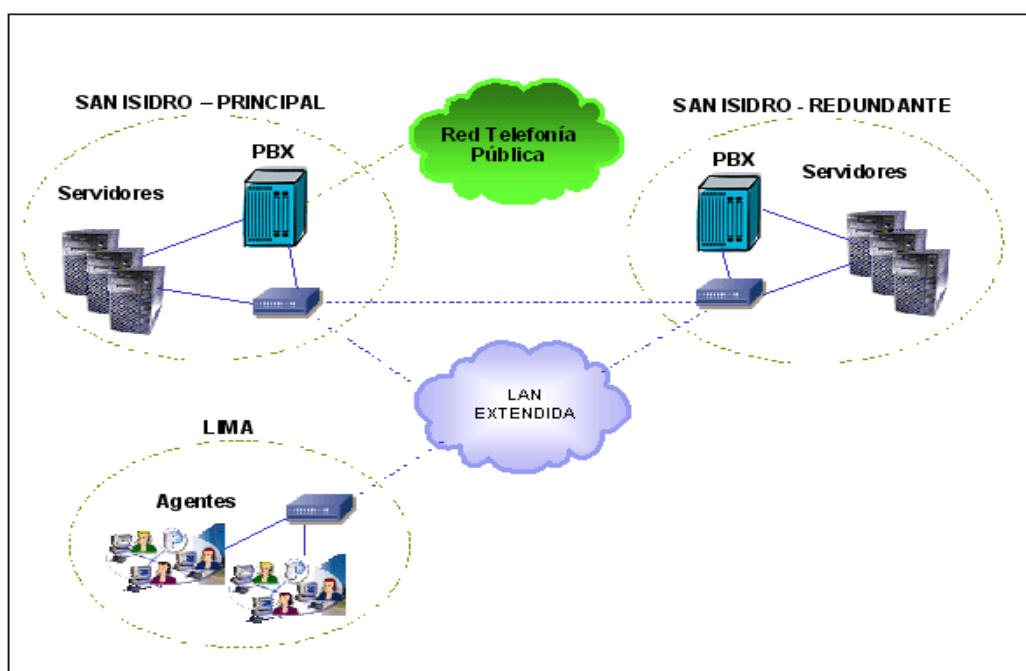 SAN ISIDRO – PRINCIPAL
SAN ISIDRO - REDUNDANTE
Red Telefonía
Pública
PBX
Servidores
PBX
Servidores
LAN
EXTENDIDA
LIMA
Agentes